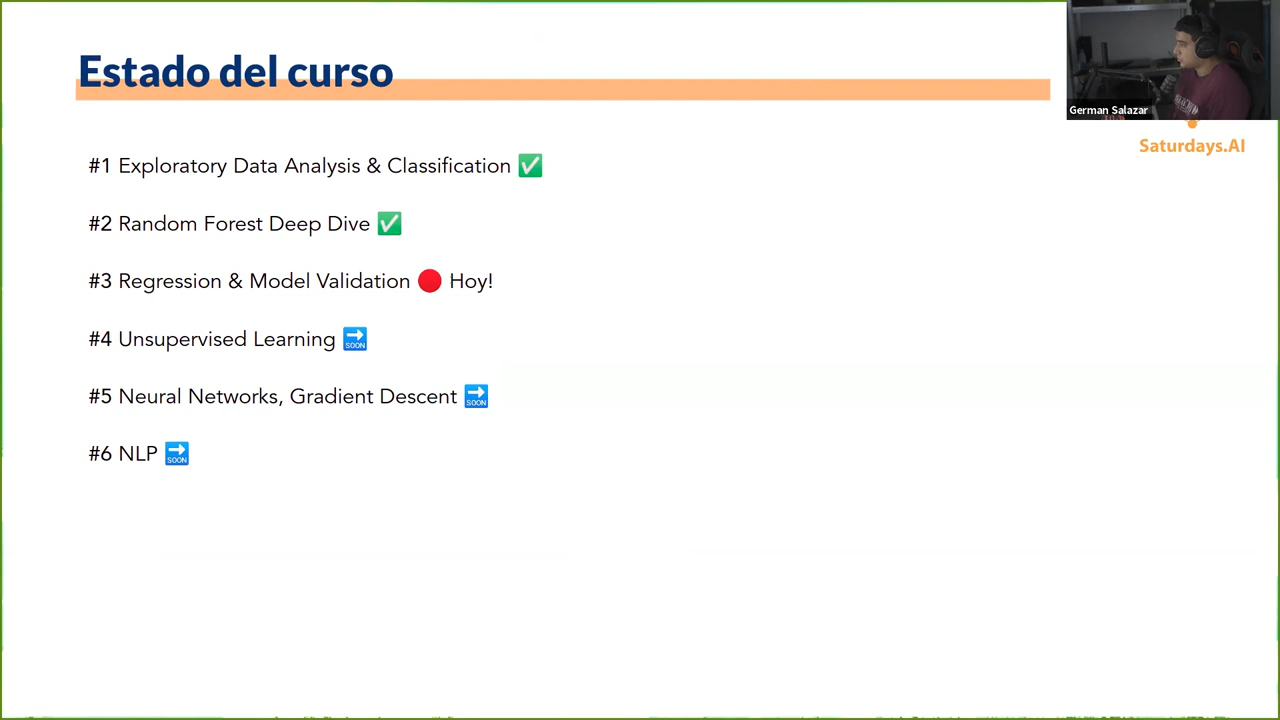 Estado del curso
German Salazar
Saturdays.AI
#1 Exploratory Data Analysis & Classification ✅
#2 Random Forest Deep Dive ✅
#3 Regression & Model Validation 🔴 Hoy!
#4 Unsupervised Learning 🔜
#5 Neural Networks, Gradient Descent 🔜
#6 NLP 🔜